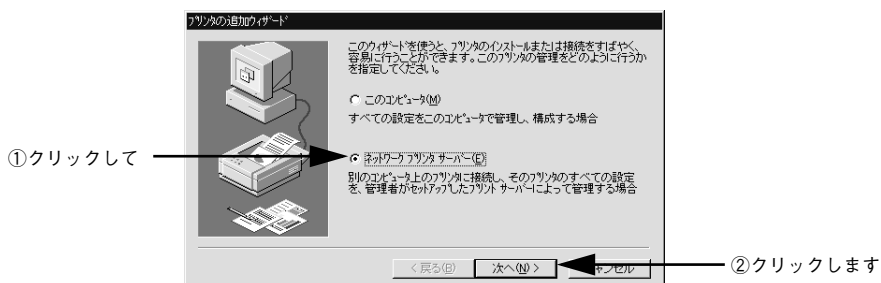 プリンタの追加ウィザード
このウィザードを使うと、プリンタのインストールまたは接続をすばやく、
容易に行うことができます。このプリンタの管理をどのように行うか
を指定してください。
このコンピュータ(M)
すべての設定をこのコンピュータで管理し、構成する場合
①クリックして
ネットワーク プリンタ サーバー(E)
別のコンピュータ上のプリンタに接続し、そのプリンタのすべての設定
を、管理者がセットアップしたプリント サーバーによって管理する場合
< 戻る(B)
次へ(N) >
キャンセル
②クリックします